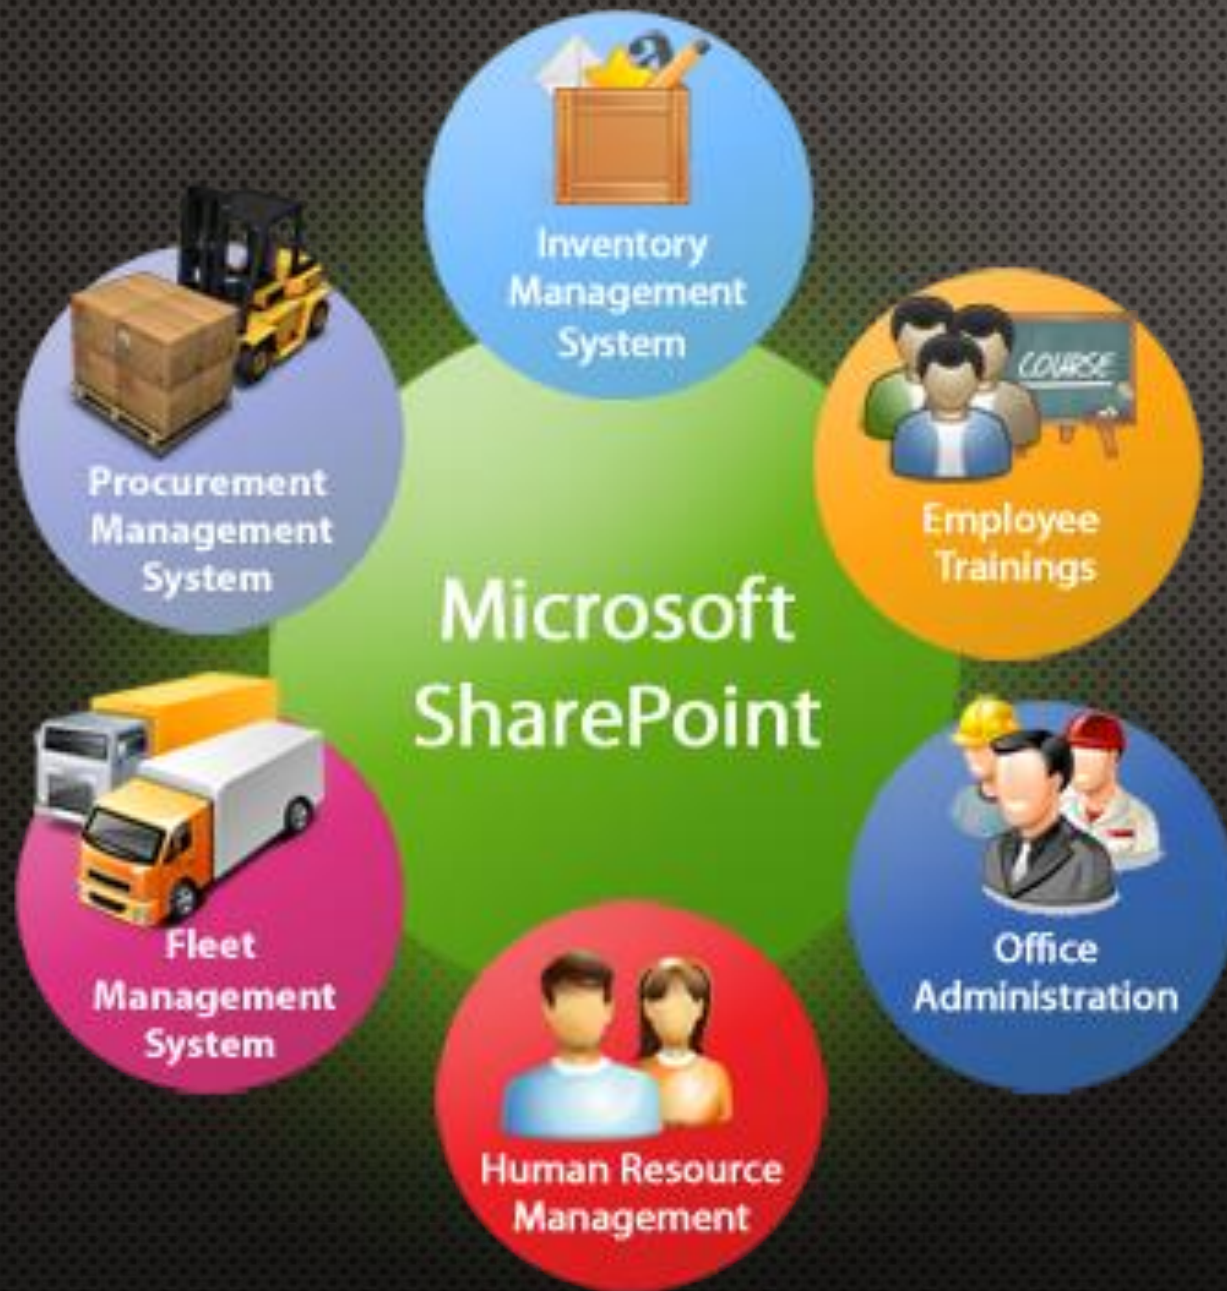 Inventory
Management
System
COURSE
Employee
Trainings
Procurement
Management
System
Microsoft
SharePoint
Office
Administration
Fleet
Management
System
Human Resource
Management